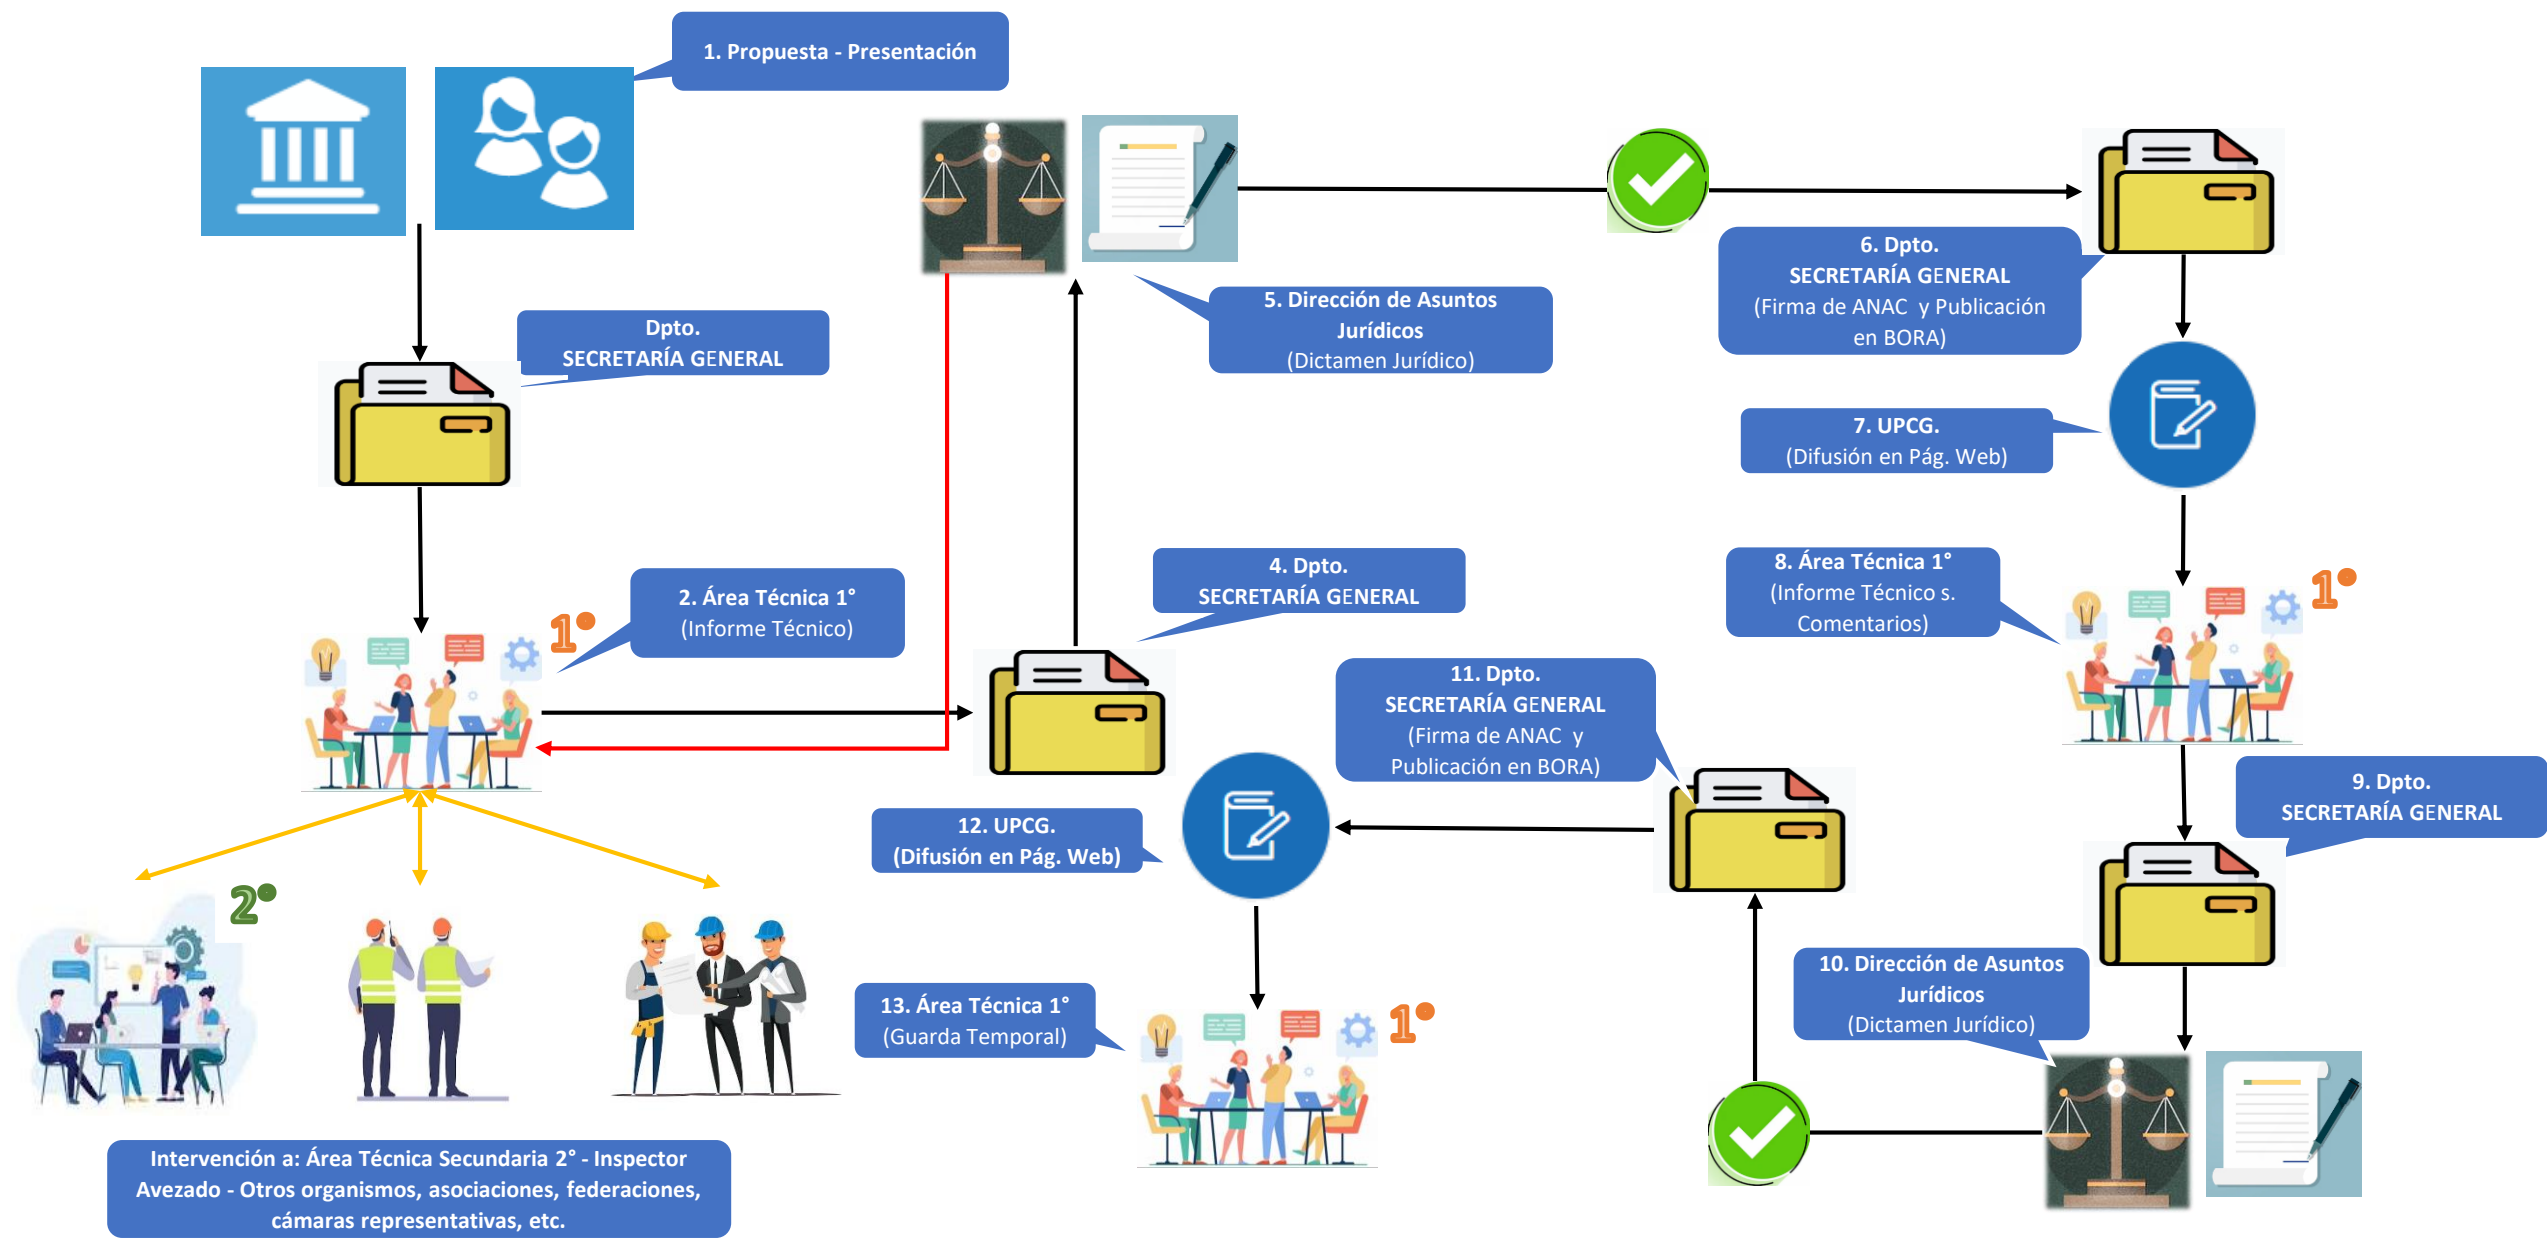 1. Propuesta - Presentación
Dpto.
SECRETARÍA GENERAL
2. Área Técnica 1°
(Informe Técnico)
1°
2°
Intervención a: Área Técnica Secundaria 2° - Inspector
Avezado - Otros organismos, asociaciones, federaciones,
cámaras representativas, etc.
4. Dpto.
SECRETARÍA GENERAL
5. Dirección de Asuntos
Jurídicos
(Dictamen Jurídico)
6. Dpto.
SECRETARÍA GENERAL
(Firma de ANAC y Publicación
en BORA)
7. UPCG.
(Difusión en Pág. Web)
8. Área Técnica 1°
(Informe Técnico s.
Comentarios)
1°
9. Dpto.
SECRETARÍA GENERAL
10. Dirección de Asuntos
Jurídicos
(Dictamen Jurídico)
11. Dpto.
SECRETARÍA GENERAL
(Firma de ANAC y
Publicación en BORA)
12. UPCG.
(Difusión en Pág. Web)
13. Área Técnica 1°
(Guarda Temporal)
1°